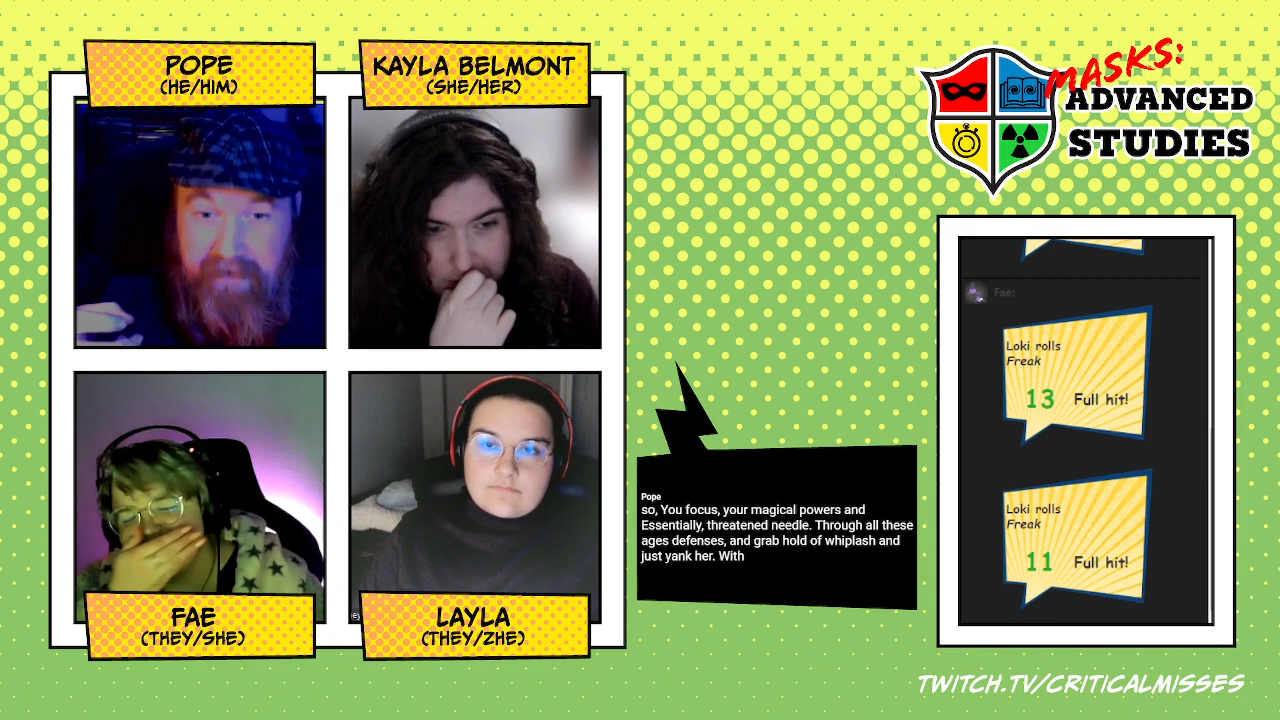 POPE
(HE/HIM)
KAYLA BELMONT
(SHE/HER)
MASKS:
ADVANCED
STUDIES
Fae:
Loki rolls
Freak
13 Full hit!
Loki rolls
Freak
11 Full hit!
Pope
so, You focus, your magical powers and
Essentially, threatened needle. Through all these
ages defenses, and grab hold of whiplash and
just yank her. With
FAE
(THEY/SHE)
LAYLA
(THEY/ZHE)
TWITCH.TV/CRITICALMISSES